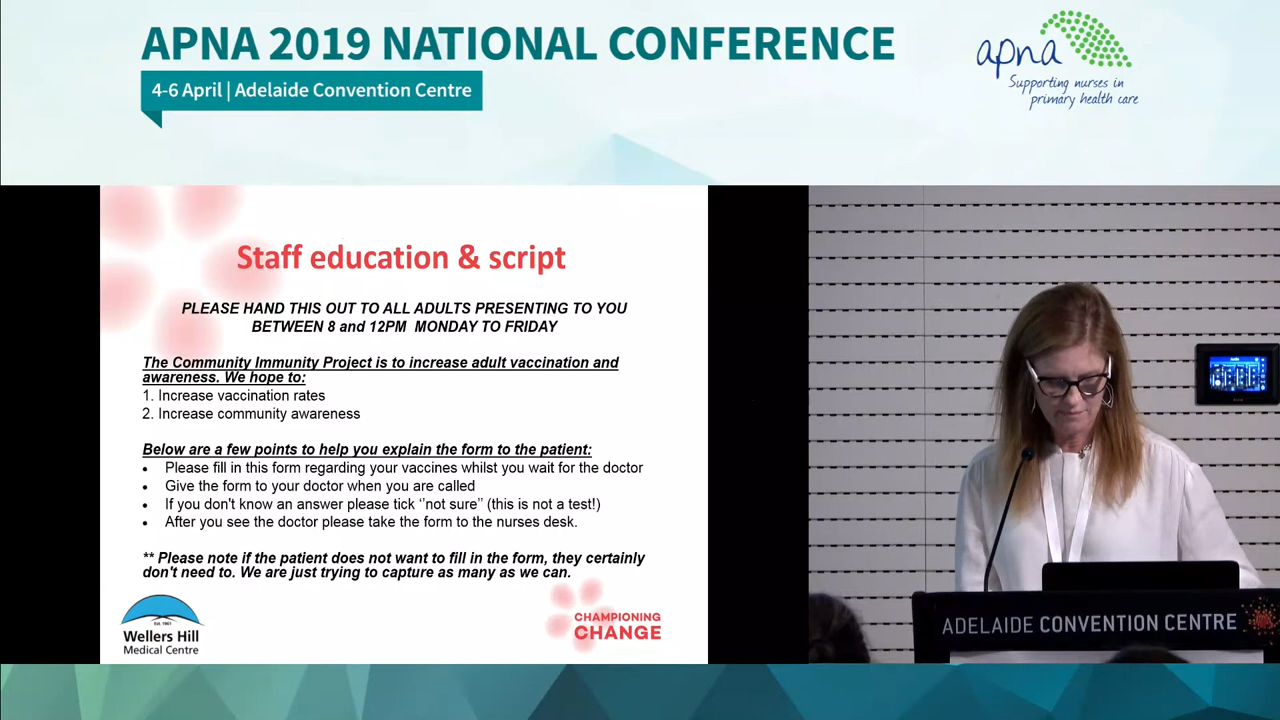 APNA 2019 NATIONAL CONFERENCE
4-6 April | Adelaide Convention Centre
apna
Supporting nurses in
primary health care
Staff education & script
PLEASE HAND THIS OUT TO ALL ADULTS PRESENTING TO YOU
BETWEEN 8 and 12PM MONDAY TO FRIDAY
The Community Immunity Project is to increase adult vaccination and
awareness. We hope to:
1. Increase vaccination rates
2. Increase community awareness
Below are a few points to help you explain the form to the patient:
• Please fill in this form regarding your vaccines whilst you wait for the doctor
• Give the form to your doctor when you are called
• If you don't know an answer please tick ‘’not sure’’ (this is not a test!)
• After you see the doctor please take the form to the nurses desk.
** Please note if the patient does not want to fill in the form, they certainly
don't need to. We are just trying to capture as many as we can.
Est. 1961
Wellers Hill
Medical Centre
CHAMPIONING
CHANGE
ADELAIDE CONVENTION CENTRE